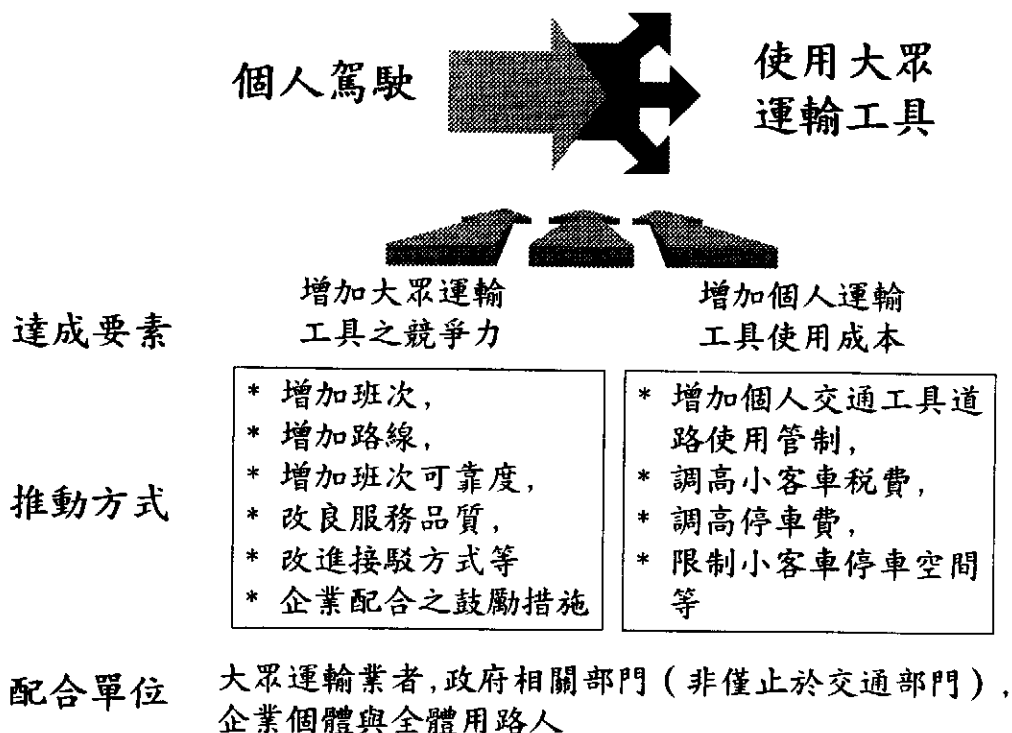 個人駕駛
使用大眾
運輸工具
達成要素
增加大眾運輸
工具之競爭力
增加個人運輸
工具使用成本
推動方式
* 增加班次,
* 增加路線,
* 增加班次可靠度,
* 改良服務品質,
* 改進接駁方式等
* 企業配合之鼓勵措施
* 增加個人交通工具道
路使用管制,
* 調高小客車稅費,
* 調高停車費,
* 限制小客車停車空間
等
配合單位
大眾運輸業者,政府相關部門(非僅止於交通部門),
企業個體與全體用路人